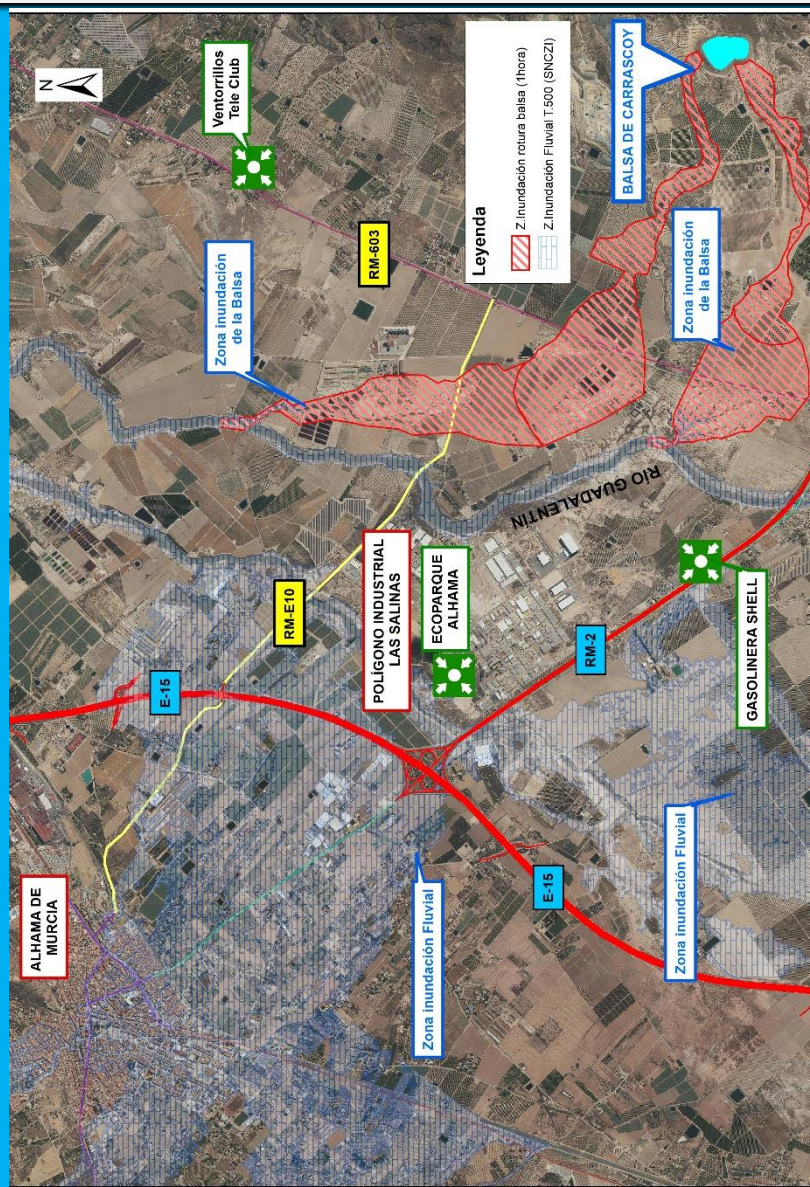 N
ALHAMA DE
MURCIA
E-15
Zona inundación
de la Balsa
Ventorrillos
Tele Club
RM-E10
RM-603
POLÍGONO INDUSTRIAL
LAS SALINAS
Zona inundación Fluvial
ECOPARQUE
ALHAMA
Leyenda
Z.Inundación rotura balsa (1hora)
Z.Inundación Fluvial T.500 (SNCZI)
E-15
RM-2
RÍO GUADALENTÍN
BALSA DE CARRASCOY
Zona inundación Fluvial
Zona inundación
de la Balsa
GASOLINERA SHELL